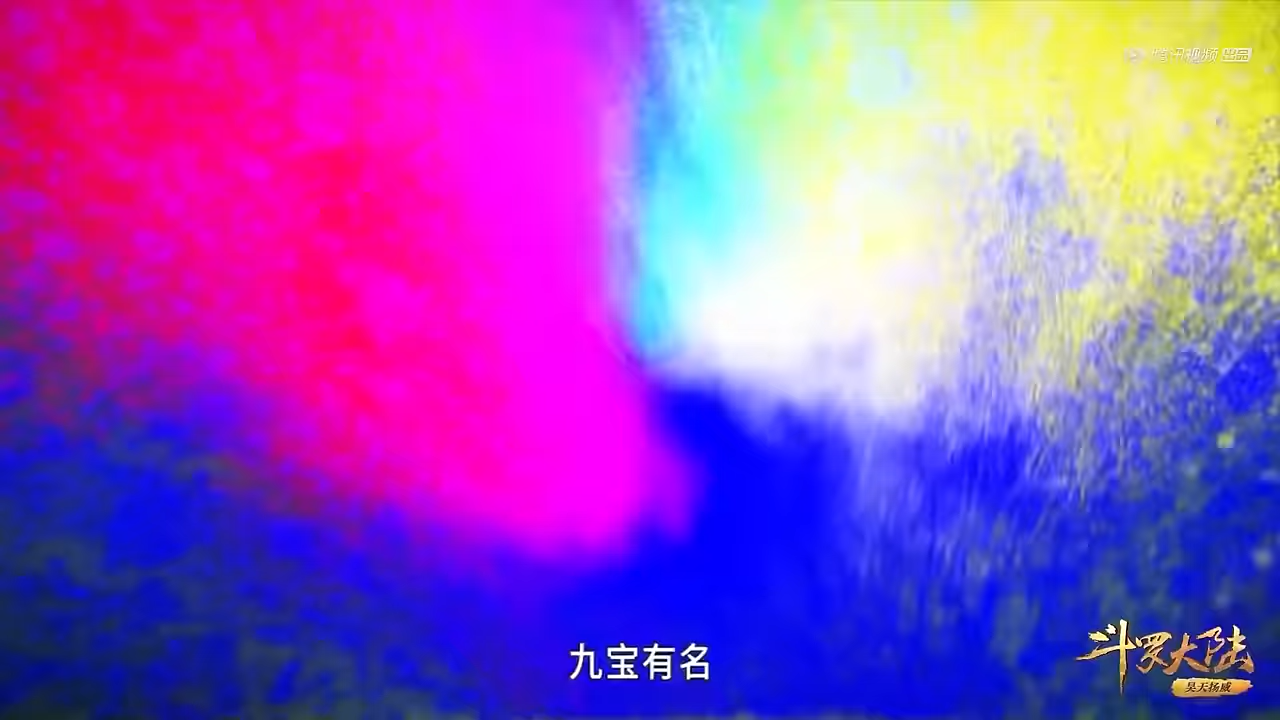 腾讯视频 出品
九宝有名
斗罗大陆
昊天扬威